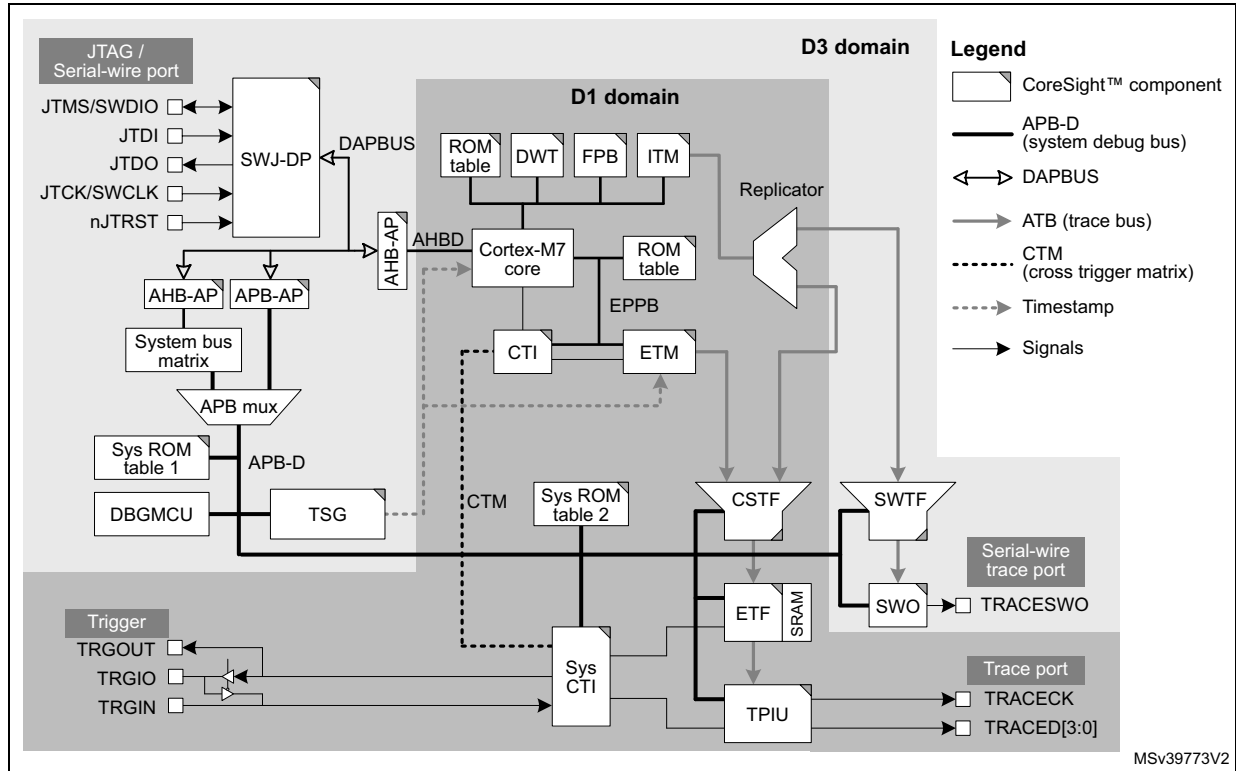 JTAG /
Serial-wire port
D3 domain
Legend
CoreSight™ component
APB-D
(system debug bus)
DAPBUS
ATB (trace bus)
CTM
(cross trigger matrix)
Timestamp
Signals
D1 domain
JTMS/SWDIO
JTDI
JTDO
JTCK/SWCLK
nJTRST
SWJ-DP
DAPBUS
ROM
table
DWT
FPB
ITM
Replicator
AHB-AP
AHBD
Cortex-M7
core
ROM
table
EPPB
AHB-AP
APB-AP
System bus
matrix
CTI
ETM
APB mux
Sys ROM
table 1
APB-D
DBGMCU
TSG
CTM
Sys ROM
table 2
CSTF
SWTF
Serial-wire
trace port
ETF
SRAM
SWO
TRACESWO
Trigger
TRGOUT
TRGIO
TRGIN
Sys
CTI
TPIU
Trace port
TRACECK
TRACED[3:0]
MSv39773V2